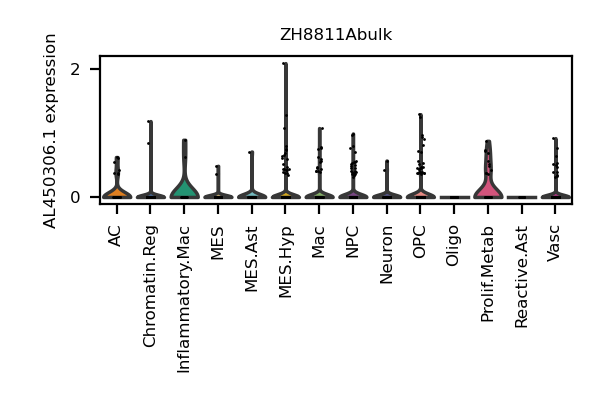 ZH8811Abulk
AL450306.1 expression
2
0
AC
Chromatin.Reg
Inflammatory.Mac
MES
MES.Ast
MES.Hyp
Mac
NPC
Neuron
OPC
Oligo
Prolif.Metab
Reactive.Ast
Vasc